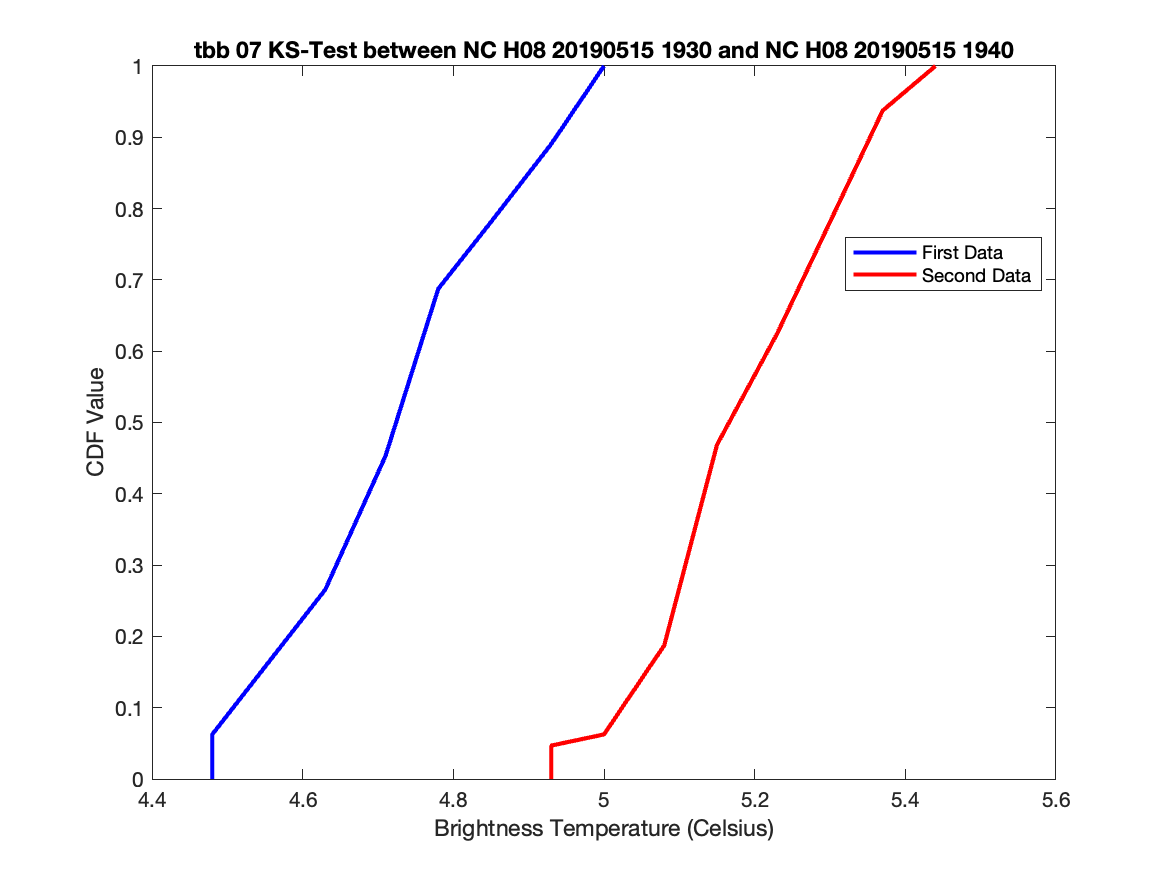 tbb 07 KS-Test between NC H08 20190515 1930 and NC H08 20190515 1940
1
0.9
0.8
0.7
0.6
0.5
0.4
0.3
0.2
0.1
0
CDF Value
First Data
Second Data
4.4 4.6 4.8 5 5.2 5.4 5.6
Brightness Temperature (Celsius)